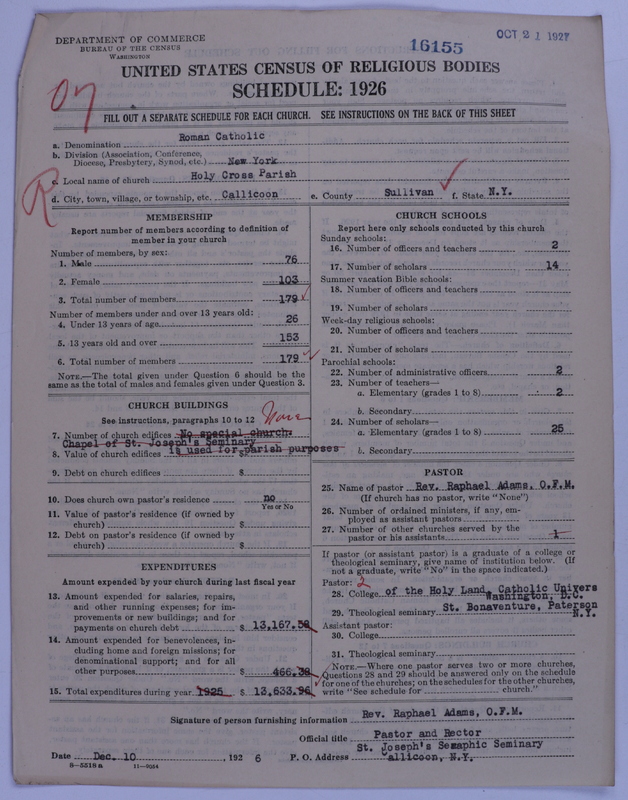 DEPARTMENT OF COMMERCE
BUREAU OF THE CENSUS
WASHINGTON
16155
OCT 21 1927
UNITED STATES CENSUS OF RELIGIOUS BODIES
SCHEDULE: 1926
FILL OUT A SEPARATE SCHEDULE FOR EACH CHURCH. SEE INSTRUCTIONS ON THE BACK OF THIS SHEET
a. Denomination Roman Catholic
b. Division (Association, Conference,
Diocese, Presbytery, Synod, etc.) New York
R
c. Local name of church Holy Cross Parish
d. City, town, village, or township, etc. Callicoon e. County Sullivan f. State N.Y.
MEMBERSHIP
Report number of members according to definition of
member in your church
Number of members, by sex:
1. Male 76
2. Female 103
3. Total number of members 179
Number of members under and over 13 years old:
4. Under 13 years of age 26
5. 13 years old and over 153
6. Total number of members 179
NOTE.—The total given under Question 6 should be the
same as the total of males and females given under Question 3.
CHURCH BUILDINGS
See instructions, paragraphs 10 to 12 None
7. Number of church edifices No special church:
Chapel of St. Joseph's Seminary
8. Value of church edifices $ is used for parish purposes
9. Debt on church edifices $
10. Does church own pastor's residence no
Yes or No
11. Value of pastor's residence (if owned by
church) $
12. Debt on pastor's residence (if owned by
church) $
EXPENDITURES
Amount expended by your church during last fiscal year
13. Amount expended for salaries, repairs,
and other running expenses; for im-
provements or new buildings; and for
payments on church debt $ 13,167.58
14. Amount expended for benevolences, in-
cluding home and foreign missions; for
denominational support; and for all
other purposes $ 466.38
15. Total expenditures during year 1925 $ 13,633.96
CHURCH SCHOOLS
Report here only schools conducted by this church
Sunday schools:
16. Number of officers and teachers 2
17. Number of scholars 14
Summer vacation Bible schools:
18. Number of officers and teachers
19. Number of scholars
Week-day religious schools:
20. Number of officers and teachers
21. Number of scholars
Parochial schools:
22. Number of administrative officers 2
23. Number of teachers—
a. Elementary (grades 1 to 8) 2
b. Secondary
24. Number of scholars—
a. Elementary (grades 1 to 8) 25
b. Secondary
PASTOR
25. Name of pastor Rev. Raphael Adams, O.F.M.
(If church has no pastor, write "None")
26. Number of ordained ministers, if any, em-
ployed as assistant pastors
27. Number of other churches served by the
pastor or his assistants 1
If pastor (or assistant pastor) is a graduate of a college or
theological seminary, give name of institution below. (If
not a graduate, write "No" in the space indicated.)
Pastor: 2
28. College of the Holy Land, Catholic Univers
Washington, D.C.
29. Theological seminary St. Bonaventure, Paterson
N.Y.
Assistant pastor:
30. College
31. Theological seminary
NOTE.—Where one pastor serves two or more churches,
Questions 28 and 29 should be answered only on the schedule
for one of the churches; on the schedules for the other churches,
write "See schedule for church."
Signature of person furnishing information Rev. Raphael Adams, O.F.M.
Official title Pastor and Rector
St. Joseph's Seraphic Seminary
Date Dec. 10, 1926 P. O. Address Callicoon, N.Y.
8—5518 a 11—9034